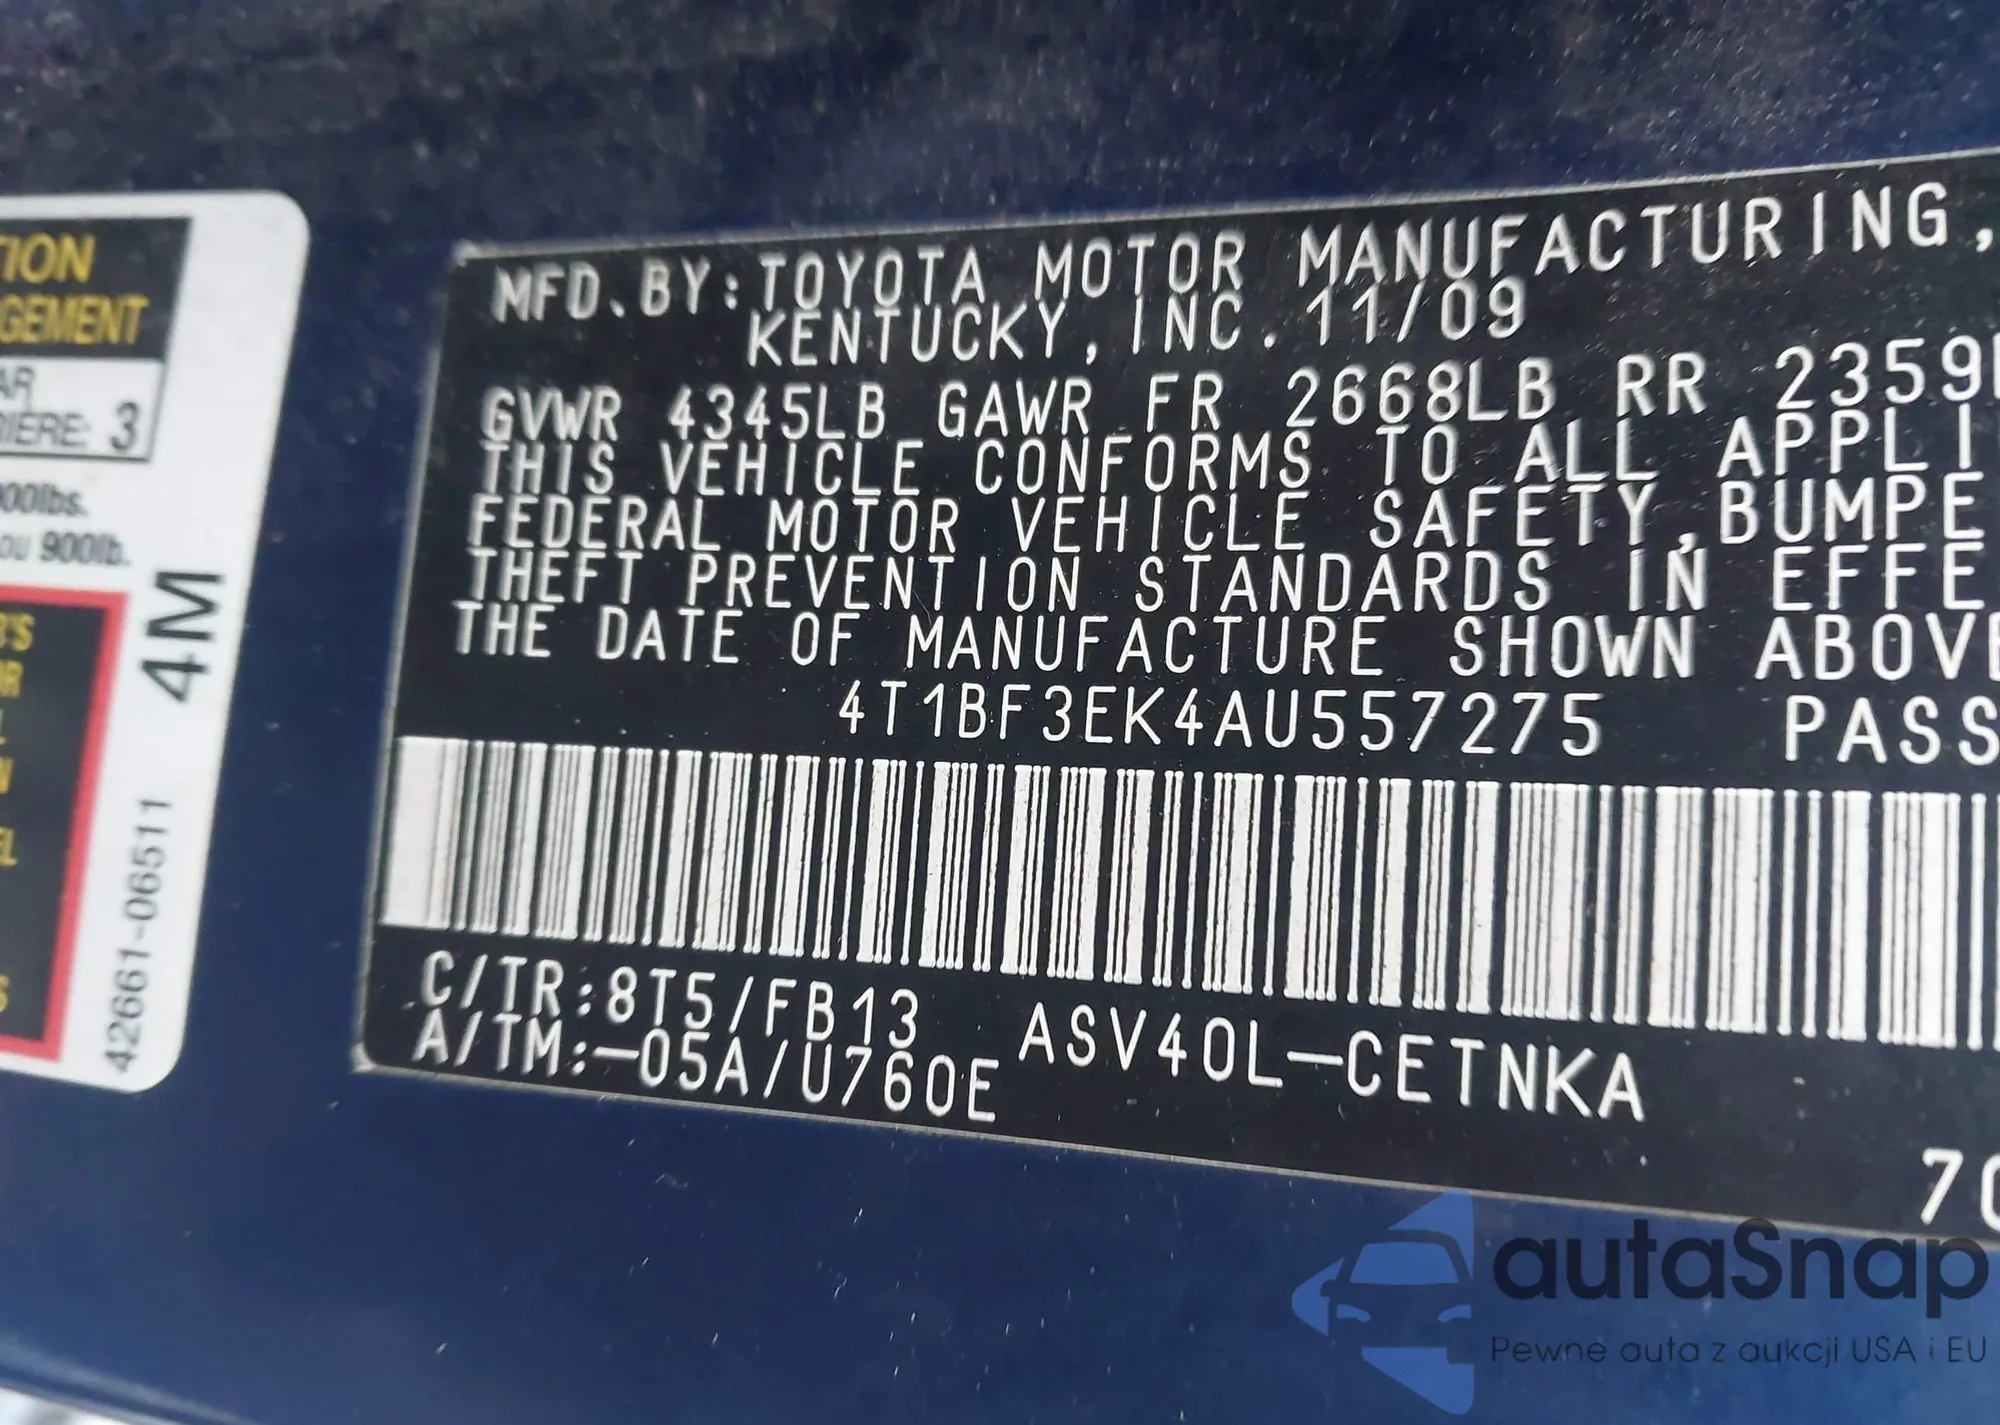 TION
GEMENT
AR
IERE: 3
900lbs.
ou 900lb.
R'S
OR
L
N
EL
S
4M
42661-06511
MFD.BY:TOYOTA MOTOR MANUFACTURING,
KENTUCKY, INC. 11/09
GVWR 4345LB GAWR FR 2668LB RR 2359
THIS VEHICLE CONFORMS TO ALL APPLI
FEDERAL MOTOR VEHICLE SAFETY,BUMPE
THEFT PREVENTION STANDARDS IN EFFE
THE DATE OF MANUFACTURE SHOWN ABOVE
4T1BF3EK4AU557275 PASS
C/TR:8T5/FB13 ASV40L-CETNKA
A/TM:-05A/U760E
70
autaSnap
Pewne auta z aukcji USA i EU